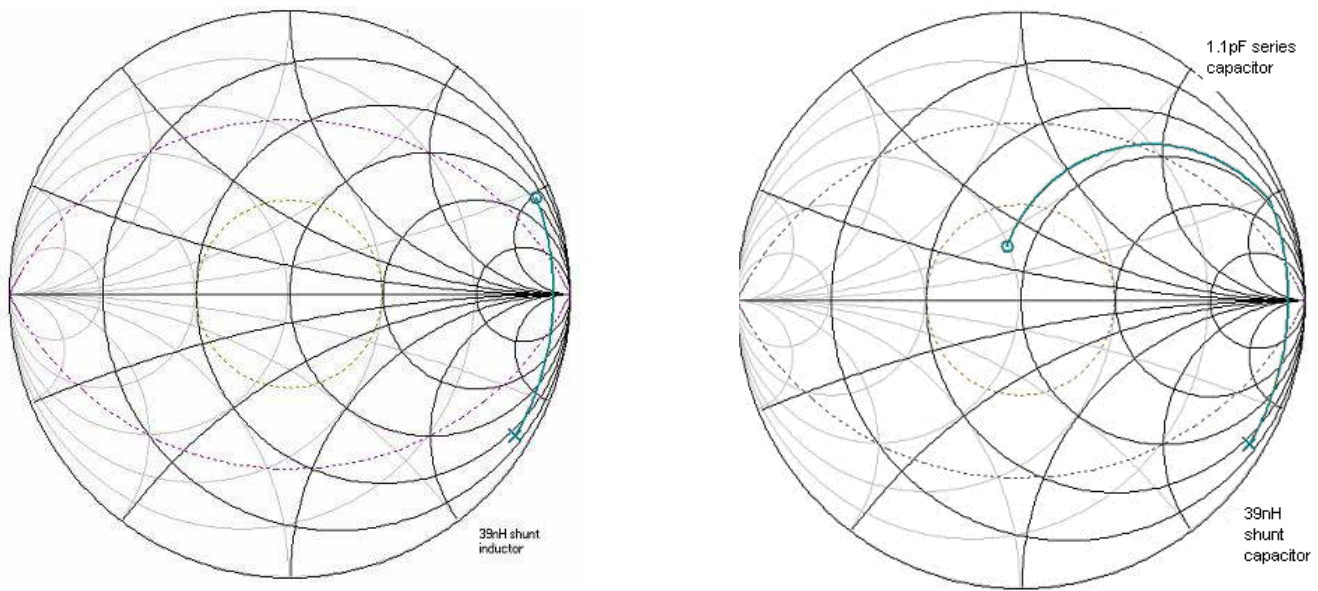 39nH shunt
inductor
1.1pF series
capacitor
39nH
shunt
capacitor